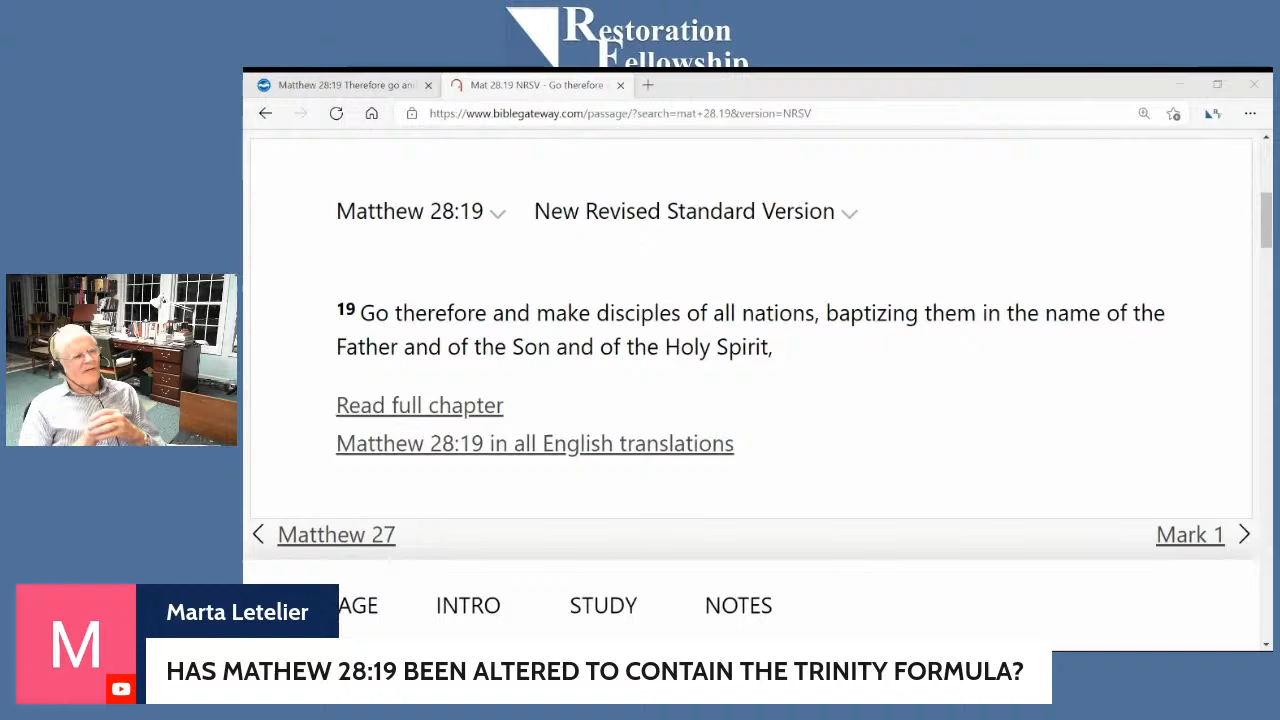 Restoration
Fellowship
Matthew 28:19 Therefore go an
Mat 28.19 NRSV - Go therefore
https://www.biblegateway.com/passage/?search=mat+28.19&version=NRSV
Matthew 28:19 New Revised Standard Version
19 Go therefore and make disciples of all nations, baptizing them in the name of the
Father and of the Son and of the Holy Spirit,
Read full chapter
Matthew 28:19 in all English translations
Matthew 27 Mark 1
AGE INTRO STUDY NOTES
M
Marta Letelier
HAS MATHEW 28:19 BEEN ALTERED TO CONTAIN THE TRINITY FORMULA?